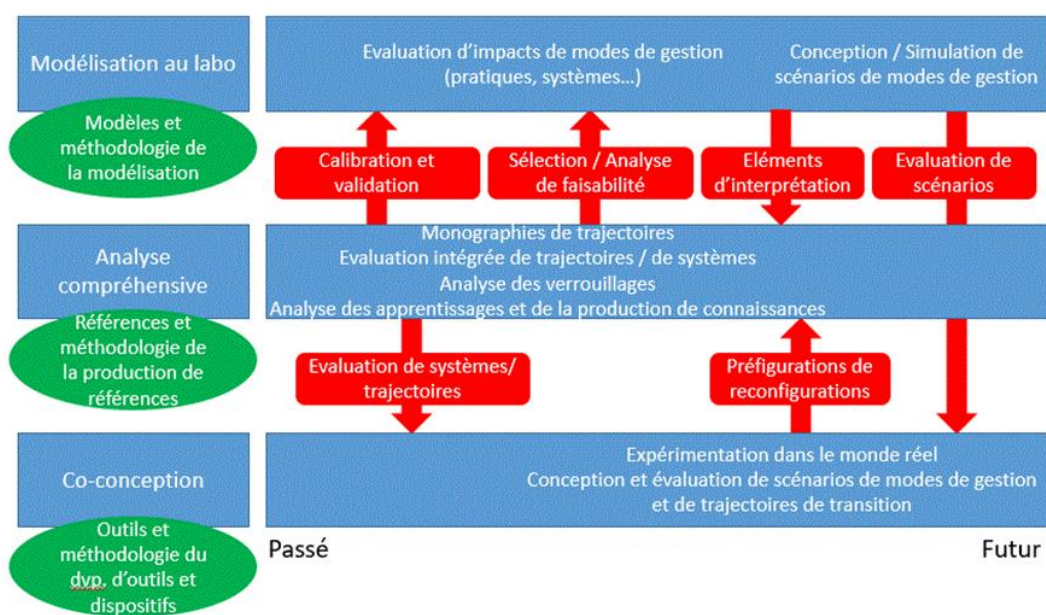 Modélisation au labo
Evaluation d'impacts de modes de gestion
(pratiques, systèmes...)
Conception / Simulation de
scénarios de modes de gestion
Modèles et
méthodologie de
la modélisation
Calibration et
validation
Sélection / Analyse
de faisabilité
Eléments
d'interprétation
Evaluation de
scénarios
Analyse
compréhensive
Monographies de trajectoires
Evaluation intégrée de trajectoires / de systèmes
Analyse des verrouillages
Analyse des apprentissages et de la production de connaissances
Références et
méthodologie de
la production de
références
Evaluation de systèmes/
trajectoires
Préfigurations de
reconfigurations
Co-conception
Expérimentation dans le monde réel
Conception et évaluation de scénarios de modes de gestion
et de trajectoires de transition
Outils et
méthodologie du
dvp. d'outils et
dispositifs
Passé
Futur